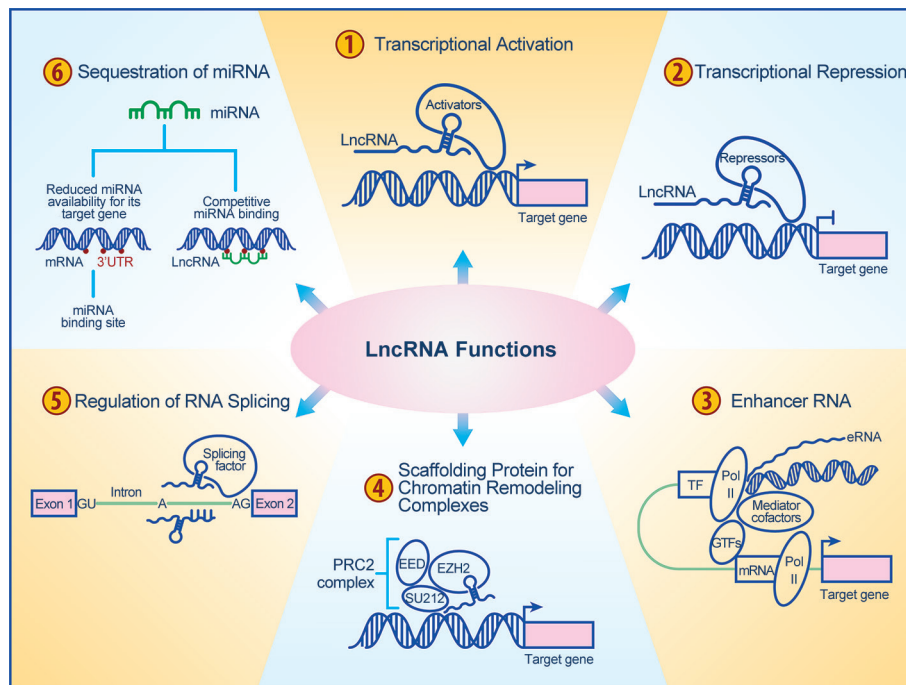 1 Transcriptional Activation
Activators
LncRNA
Target gene
2 Transcriptional Repression
Repressors
LncRNA
Target gene
3 Enhancer RNA
eRNA
TF
Pol
II
Mediator
cofactors
GTFs
mRNA
Pol
II
Target gene
4 Scaffolding Protein for
Chromatin Remodeling
Complexes
PRC2
complex
EED
EZH2
SU212
Target gene
5 Regulation of RNA Splicing
Splicing
factor
Exon 1
GU
Intron
A
AG
Exon 2
6 Sequestration of miRNA
miRNA
Reduced miRNA
availability for its
target gene
mRNA
3'UTR
miRNA
binding site
Competitive
miRNA binding
LncRNA
LncRNA Functions